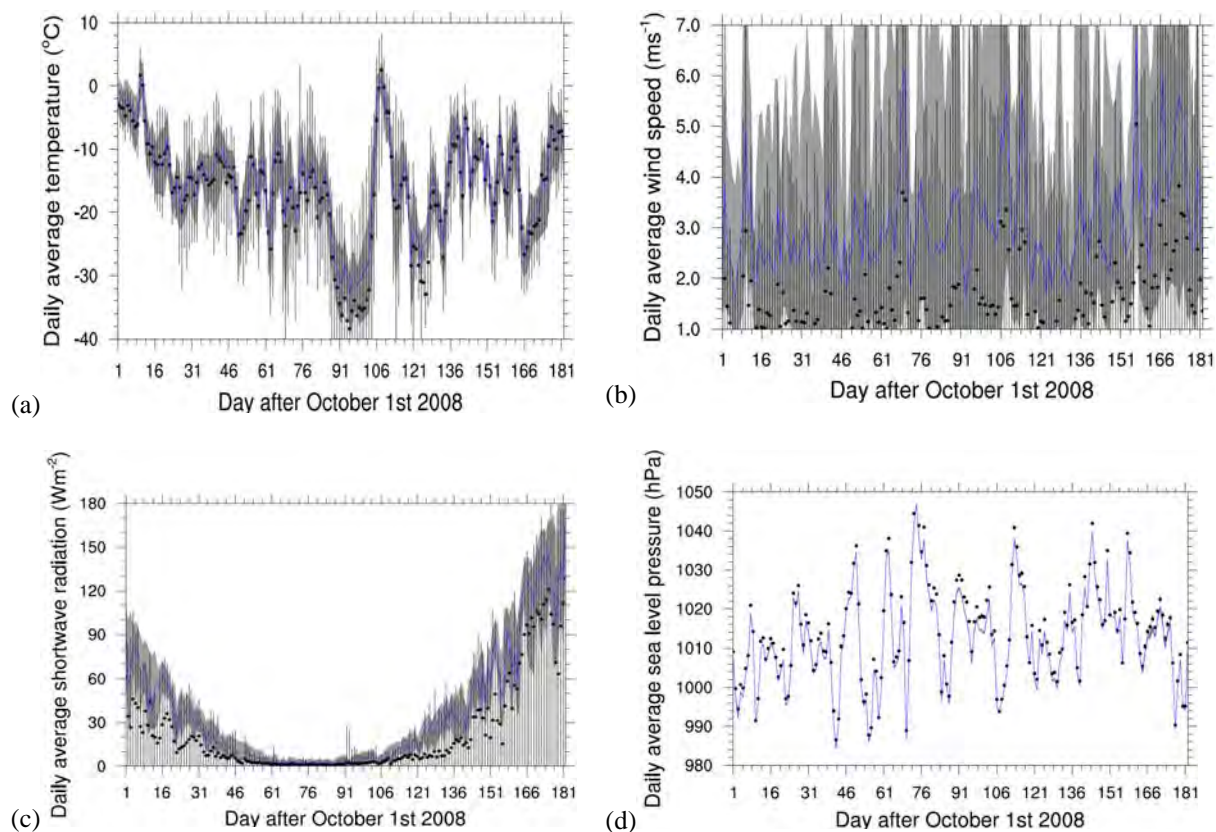 Daily average temperature (°C)
10
0
-10
-20
-30
-40
1 16 31 46 61 76 91 106 121 136 151 166 181
Day after October 1st 2008
(a)
Daily average wind speed (ms-1)
7.0
6.0
5.0
4.0
3.0
2.0
1.0
1 16 31 46 61 76 91 106 121 136 151 166 181
Day after October 1st 2008
(b)
Daily average shortwave radiation (Wm-2)
180
150
120
90
60
30
0
1 16 31 46 61 76 91 106 121 136 151 166 181
Day after October 1st 2008
(c)
Daily average sea level pressure (hPa)
1050
1040
1030
1020
1010
1000
990
980
1 16 31 46 61 76 91 106 121 136 151 166 181
Day after October 1st 2008
(d)